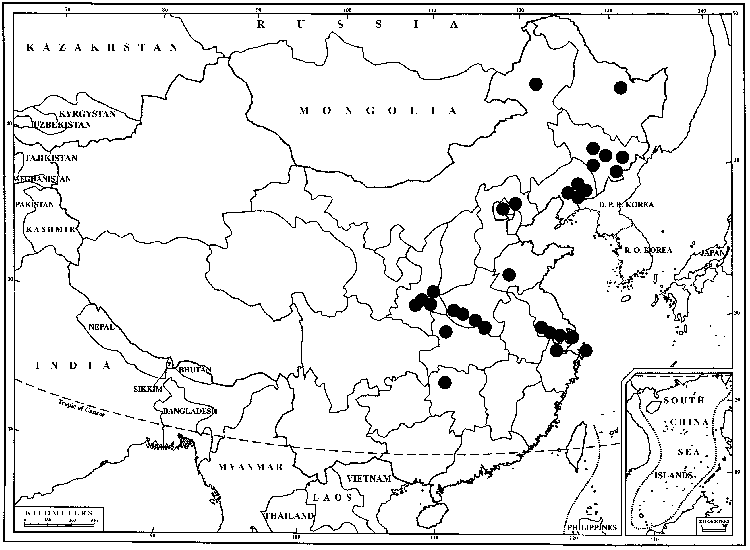 R U S S I A
KAZAKHSTAN
MONGOLIA
KYRGYSTAN
UZBEKISTAN
TAJIKISTAN
PAKISTAN
KASHMIR
D. P. R. KOREA
R. O. KOREA
JAPAN
NEPAL
INDIA
BHUTAN
SIKKIM
Tropic of Cancer
BANGLADESH
MYANMAR
VIETNAM
LAOS
THAILAND
PHILIPPINES
SOUTH
CHINA
SEA
ISLANDS
KILOMETERS